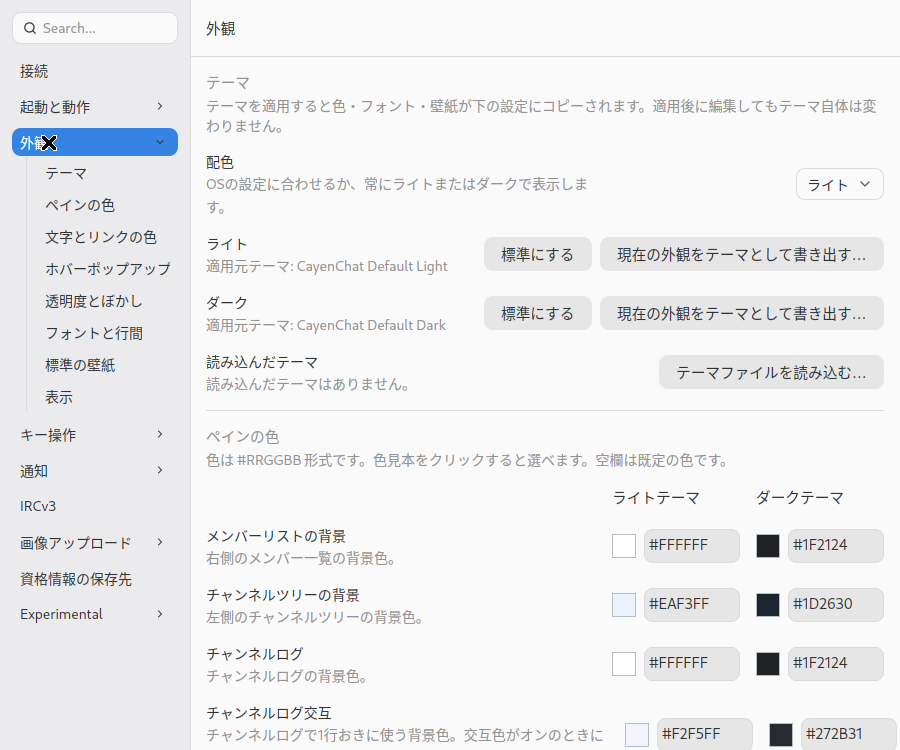 Search...
外観
接続
起動と動作
外観
テーマ
ペインの色
文字とリンクの色
ホバーポップアップ
透明度とぼかし
フォントと行間
標準の壁紙
表示
キー操作
通知
IRCv3
画像アップロード
資格情報の保存先
Experimental
テーマ
テーマを適用すると色・フォント・壁紙が下の設定にコピーされます。適用後に編集してもテーマ自体は変
わりません。
配色
OSの設定に合わせるか、常にライトまたはダークで表示しま
す。
ライト
ライト
適用元テーマ: CayenChat Default Light
標準にする
現在の外観をテーマとして書き出す...
ダーク
適用元テーマ: CayenChat Default Dark
標準にする
現在の外観をテーマとして書き出す...
読み込んだテーマ
読み込んだテーマはありません。
テーマファイルを読み込む...
ペインの色
色は #RRGGBB 形式です。色見本をクリックすると選べます。空欄は既定の色です。
ライトテーマ ダークテーマ
メンバーリストの背景
右側のメンバー一覧の背景色。
#FFFFFF #1F2124
チャンネルツリーの背景
左側のチャンネルツリーの背景色。
#EAF3FF #1D2630
チャンネルログ
チャンネルログの背景色。
#FFFFFF #1F2124
チャンネルログ交互
チャンネルログで1行おきに使う背景色。交互色がオンのときに
#F2F5FF #272B31